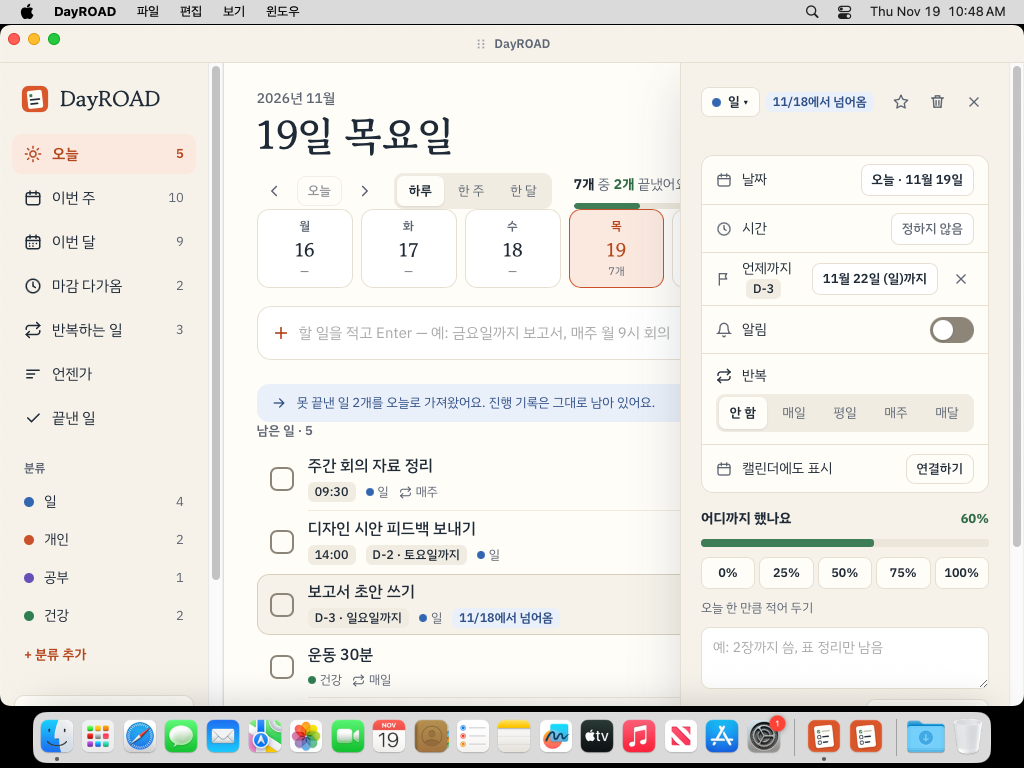 DayROAD 파일 편집 보기 윈도우 Thu Nov 19 10:48 AM
DayROAD
DayROAD
오늘 5
이번 주 10
이번 달 9
마감 다가옴 2
반복하는 일 3
언젠가
끝낸 일
분류
일 4
개인 2
공부 1
건강 2
+ 분류 추가
2026년 11월
19일 목요일
오늘
하루 한 주 한 달
7개 중 2개 끝냈어요
월 화 수 목
16 17 18 19
– – – 7개
할 일을 적고 Enter — 예: 금요일까지 보고서, 매주 월 9시 회의
못 끝낸 일 2개를 오늘로 가져왔어요. 진행 기록은 그대로 남아 있어요.
남은 일 · 5
주간 회의 자료 정리
09:30 일 매주
디자인 시안 피드백 보내기
14:00 D-2 · 토요일까지 일
보고서 초안 쓰기
D-3 · 일요일까지 일 11/18에서 넘어옴
운동 30분
건강 매일
일 11/18에서 넘어옴
날짜 오늘 · 11월 19일
시간 정하지 않음
언제까지
D-3 11월 22일 (일)까지
알림
반복
안 함 매일 평일 매주 매달
캘린더에도 표시 연결하기
어디까지 했나요 60%
0% 25% 50% 75% 100%
오늘 한 만큼 적어 두기
예: 2장까지 씀, 표 정리만 남음
NOV
19
tv
1